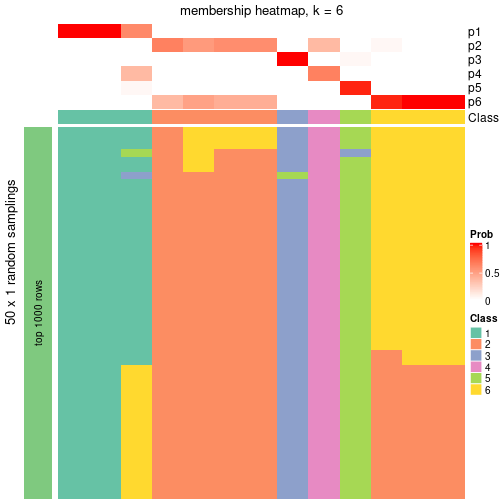 membership heatmap, k = 6
p1
p2
p3
p4
p5
p6
Class
50 x 1 random samplings
top 1000 rows
Prob
1
0.5
0
Class
1
2
3
4
5
6